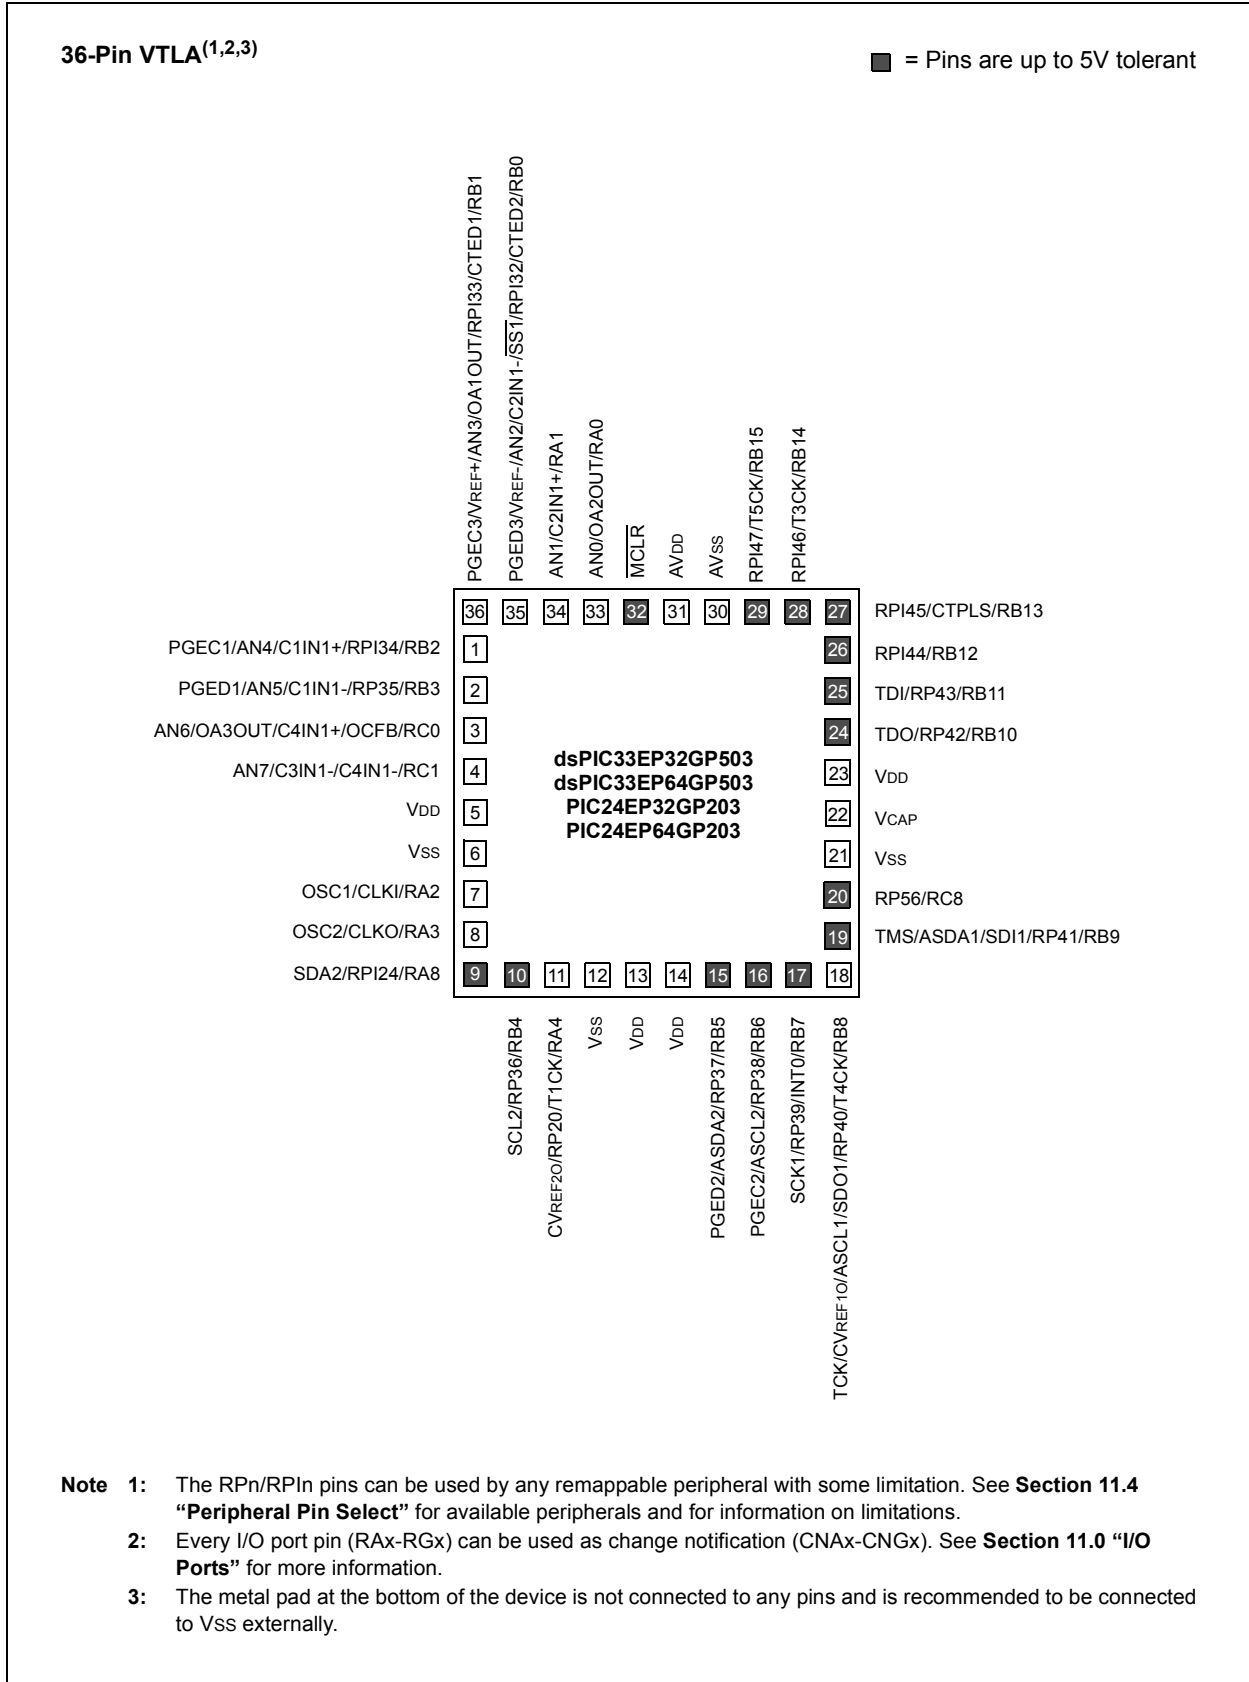 36-Pin VTLA(1,2,3)
= Pins are up to 5V tolerant
PGEC3/VREF+/AN3/OA1OUT/RPI33/CTED1/RB1
PGED3/VREF-/AN2/C2IN1-/SS1/RPI32/CTED2/RB0
AN1/C2IN1+/RA1
AN0/OA2OUT/RA0
MCLR
AVDD
AVSS
RPI47/T5CK/RB15
RPI46/T3CK/RB14
36 35 34 33 32 31 30 29 28 27 RPI45/CTPLS/RB13
PGEC1/AN4/C1IN1+/RPI34/RB2 1
26 RPI44/RB12
PGED1/AN5/C1IN1-/RP35/RB3 2
25 TDI/RP43/RB11
AN6/OA3OUT/C4IN1+/OCFB/RC0 3
24 TDO/RP42/RB10
AN7/C3IN1-/C4IN1-/RC1 4
23 VDD
VDD 5
22 VCAP
VSS 6
21 VSS
OSC1/CLKI/RA2 7
20 RP56/RC8
OSC2/CLKO/RA3 8
19 TMS/ASDA1/SDI1/RP41/RB9
dsPIC33EP32GP503
dsPIC33EP64GP503
PIC24EP32GP203
PIC24EP64GP203
SDA2/RPI24/RA8 9 10 11 12 13 14 15 16 17 18
SCL2/RP36/RB4
CVREF2O/RP20/T1CK/RA4
VSS
VDD
VDD
PGED2/ASDA2/RP37/RB5
PGEC2/ASCL2/RP38/RB6
SCK1/RP39/INT0/RB7
TCK/CVREF1O/ASCL1/SDO1/RP40/T4CK/RB8
Note 1: The RPn/RPIn pins can be used by any remappable peripheral with some limitation. See Section 11.4
“Peripheral Pin Select” for available peripherals and for information on limitations.
2: Every I/O port pin (RAx-RGx) can be used as change notification (CNAx-CNGx). See Section 11.0 “I/O
Ports” for more information.
3: The metal pad at the bottom of the device is not connected to any pins and is recommended to be connected
to VSS externally.